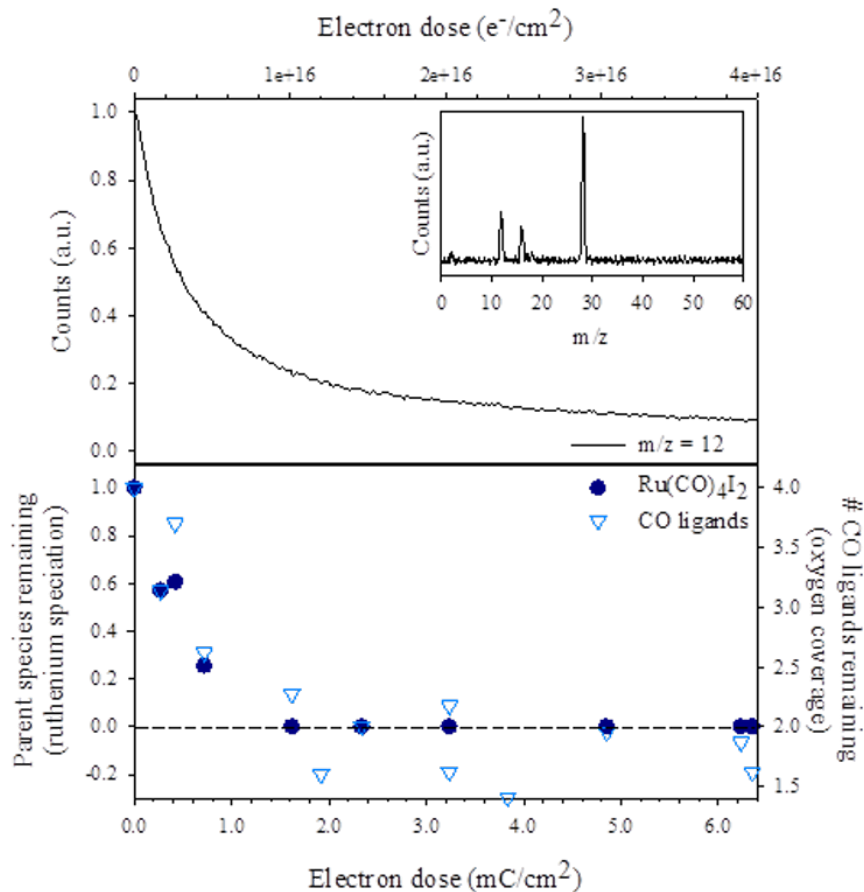 Electron dose (e⁻/cm²)
0 1e+16 2e+16 3e+16 4e+16
Counts (a.u.)
1.0
0.8
0.6
0.4
0.2
0.0
Counts (a.u.)
0 10 20 30 40 50 60
m/z
m/z = 12
Parent species remaining
(ruthenium speciation)
1.0
0.8
0.6
0.4
0.2
0.0
-0.2
Ru(CO)₄I₂
CO ligands
4.0
3.5
3.0
2.5
2.0
1.5
# CO ligands remaining
(oxygen coverage)
0.0 1.0 2.0 3.0 4.0 5.0 6.0
Electron dose (mC/cm²)